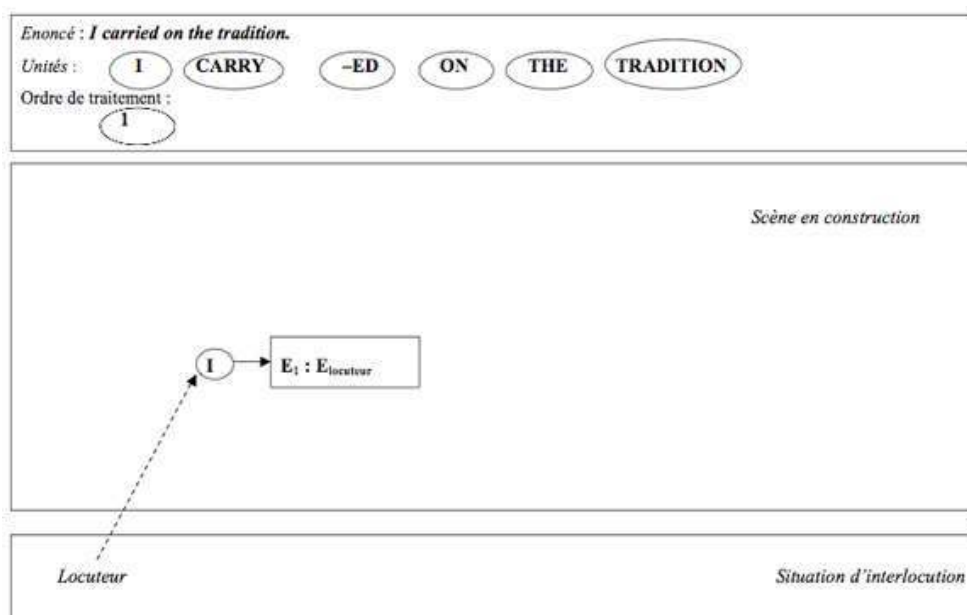 Enoncé : I carried on the tradition.
Unités : I CARRY –ED ON THE TRADITION
Ordre de traitement :
1
Scène en construction
I E1 : Elocuteur
Locuteur Situation d'interlocution